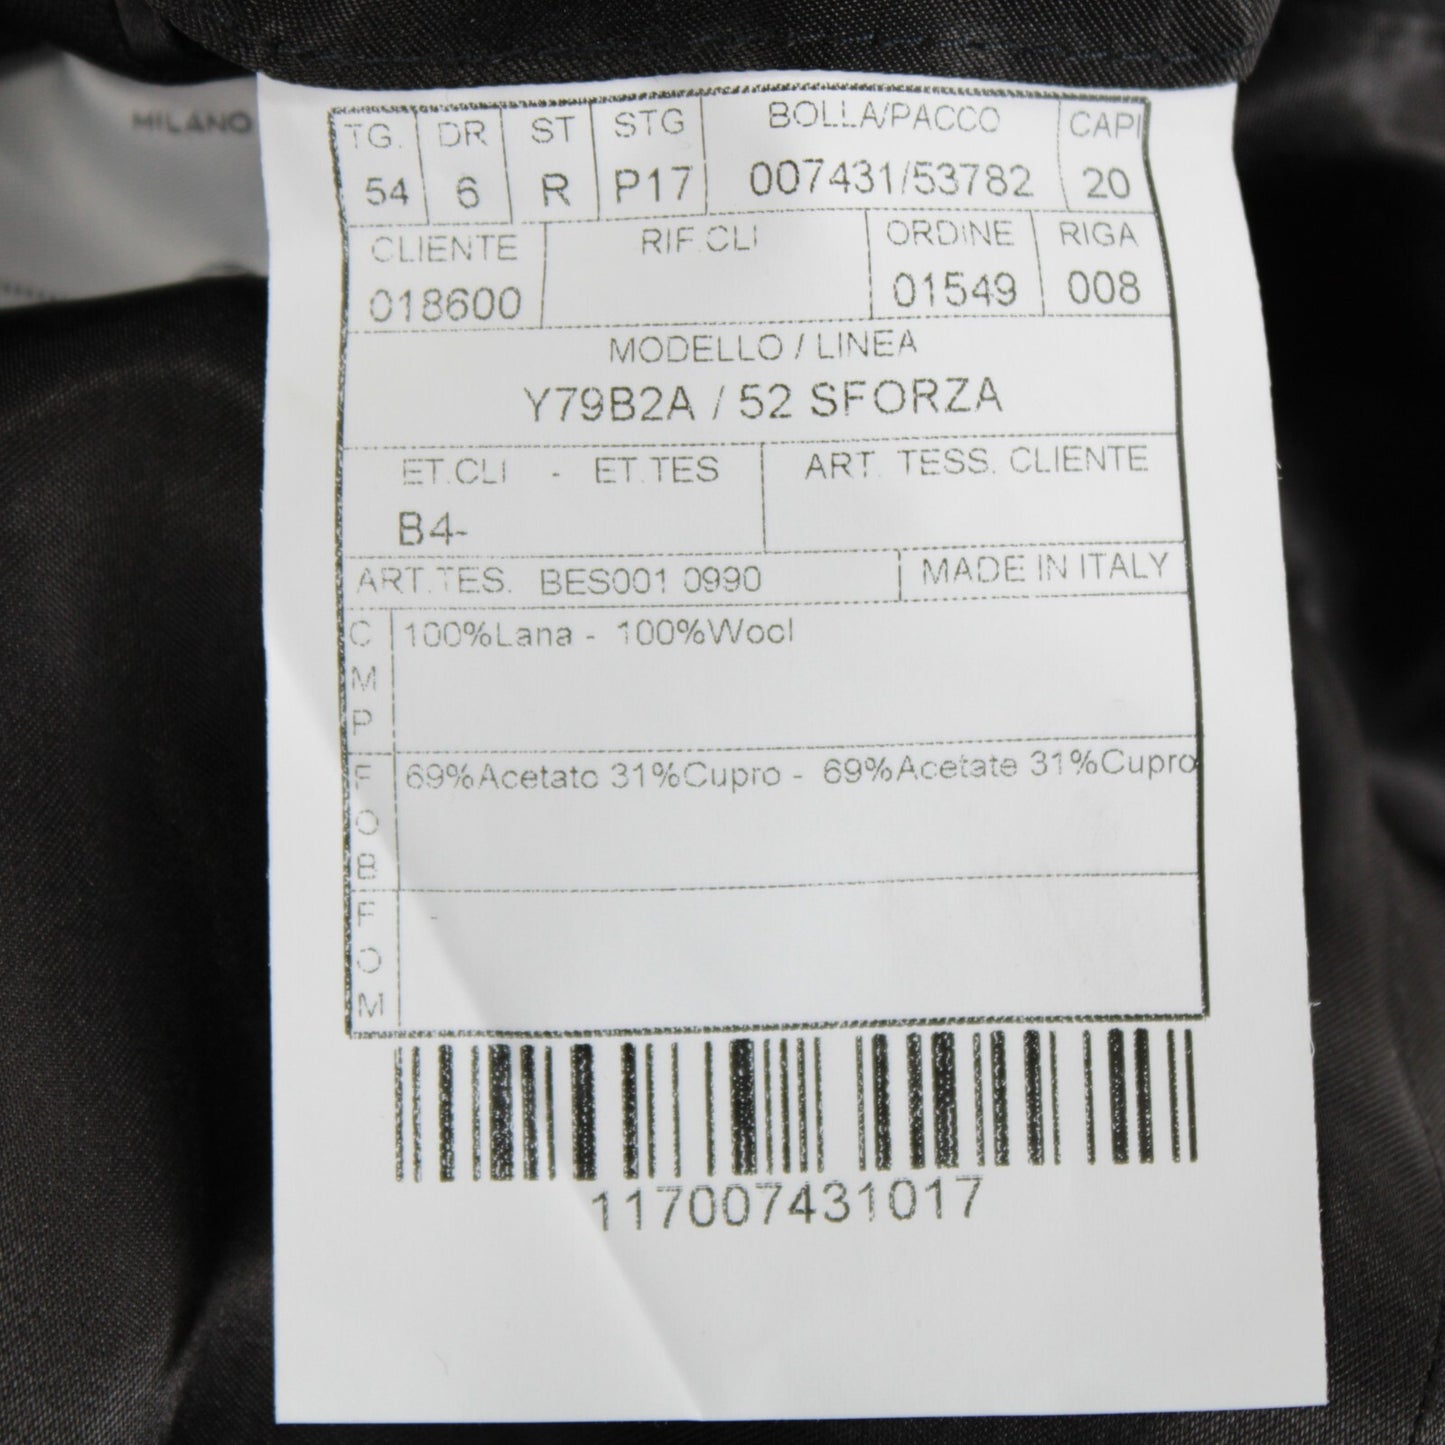 MILANO
TG. DR ST STG BOLLA/PACCO CAPI
54 6 R P17 007431/53782 20
CLIENTE RIF.CLI ORDINE RIGA
018600 01549 008
MODELLO / LINEA
Y79B2A / 52 SFORZA
ET.CLI - ET.TES ART. TESS. CLIENTE
B4-
ART.TES. BES001 0990 MADE IN ITALY
C 100%Lana - 100%Wool
M
P
F 69%Acetato 31%Cupro - 69%Acetate 31%Cupro
O
B
F -
O
M
117007431017